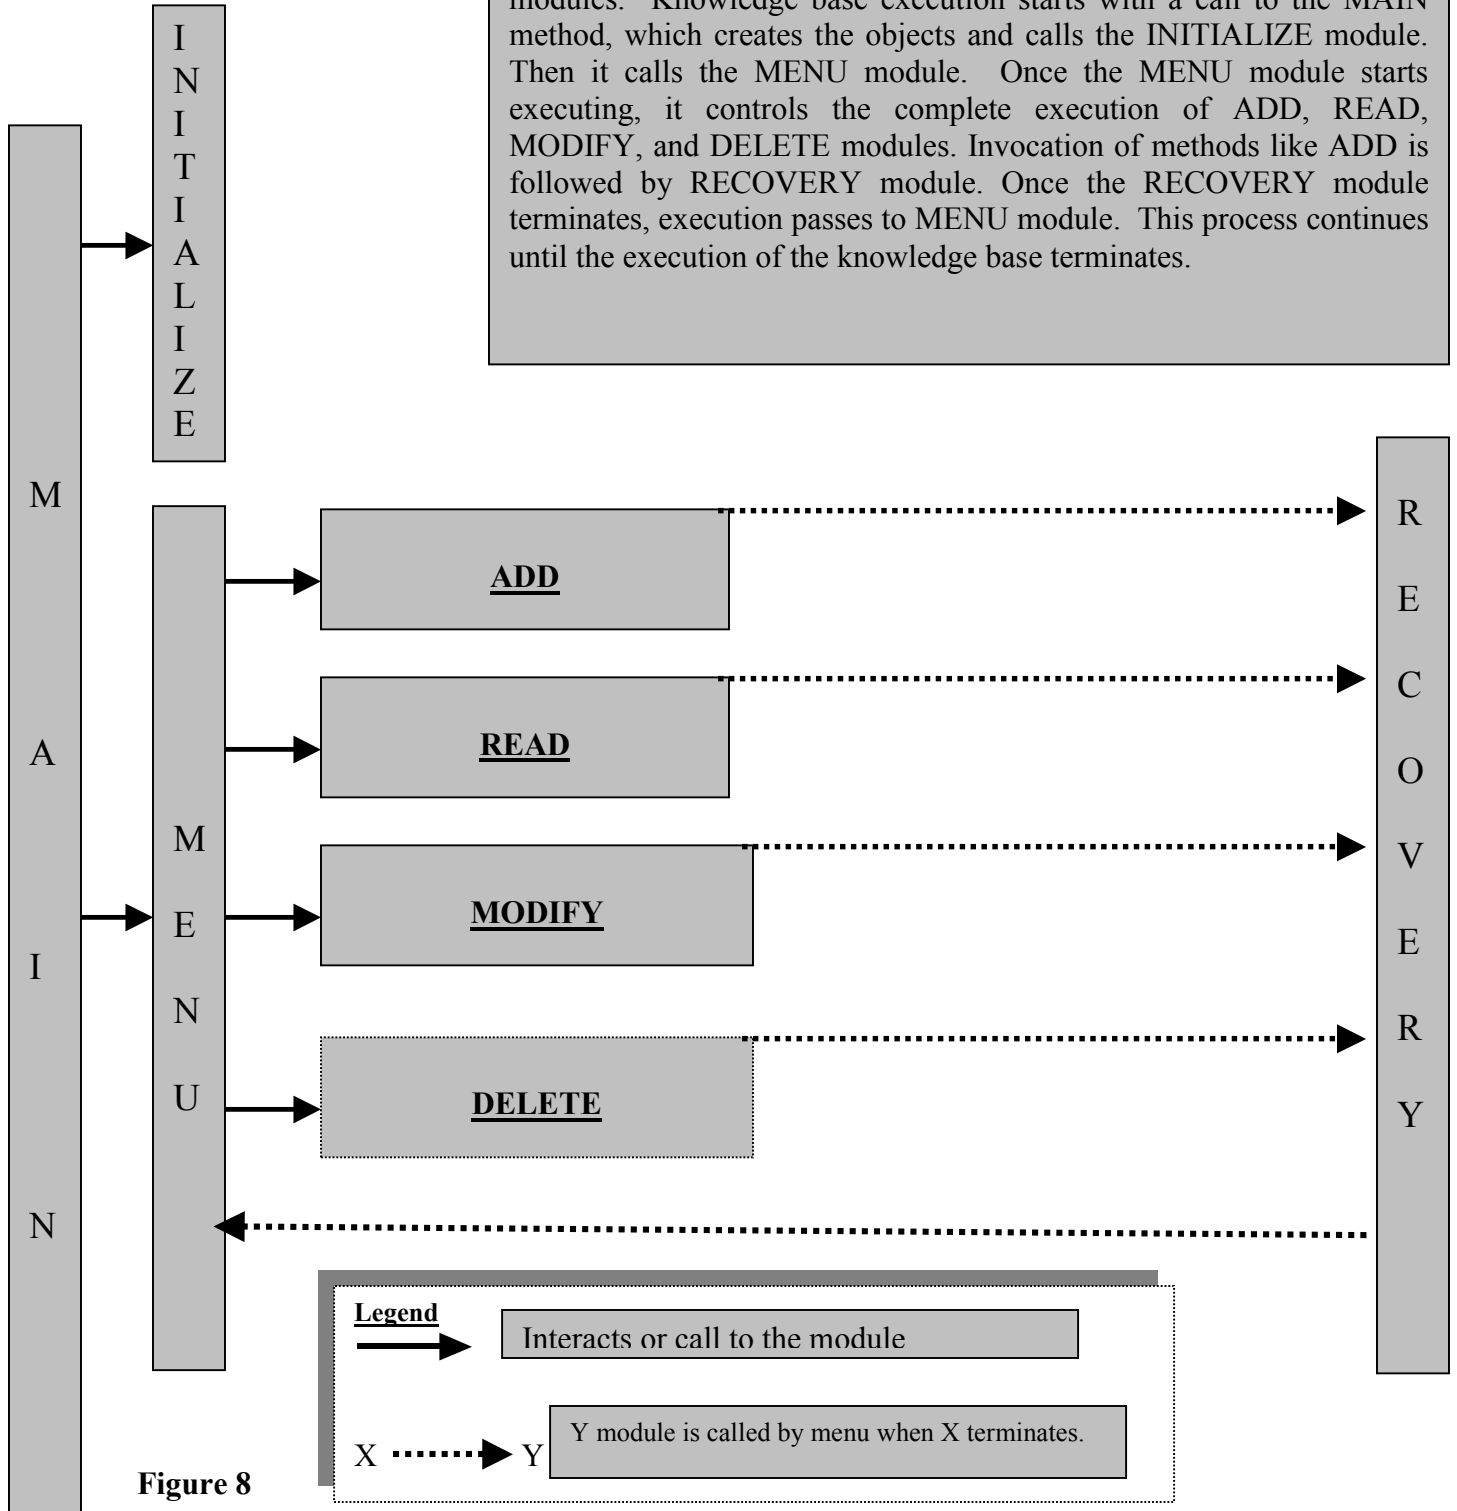 modules. Knowledge base execution starts with a call to the MAIN
method, which creates the objects and calls the INITIALIZE module.
Then it calls the MENU module. Once the MENU module starts
executing, it controls the complete execution of ADD, READ,
MODIFY, and DELETE modules. Invocation of methods like ADD is
followed by RECOVERY module. Once the RECOVERY module
terminates, execution passes to MENU module. This process continues
until the execution of the knowledge base terminates.
INITIALIZE
MAIN
MENU
ADD
READ
MODIFY
DELETE
RECOVERY
Legend
Interacts or call to the module
X Y
Y module is called by menu when X terminates.
Figure 8